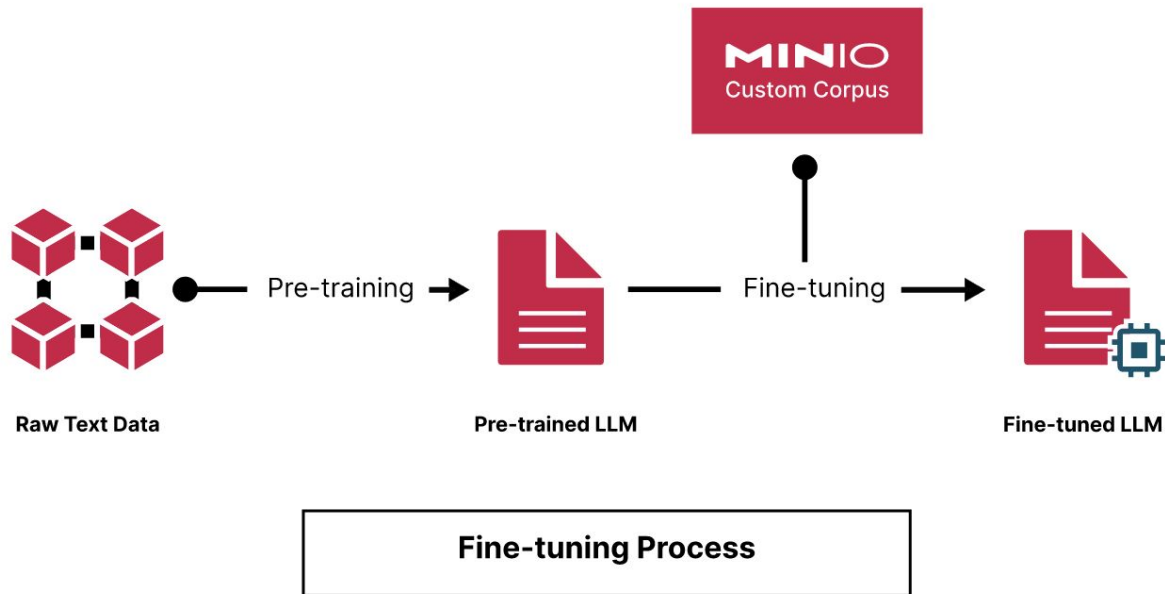 MINIO
Custom Corpus
Pre-training
Fine-tuning
Raw Text Data
Pre-trained LLM
Fine-tuned LLM
Fine-tuning Process